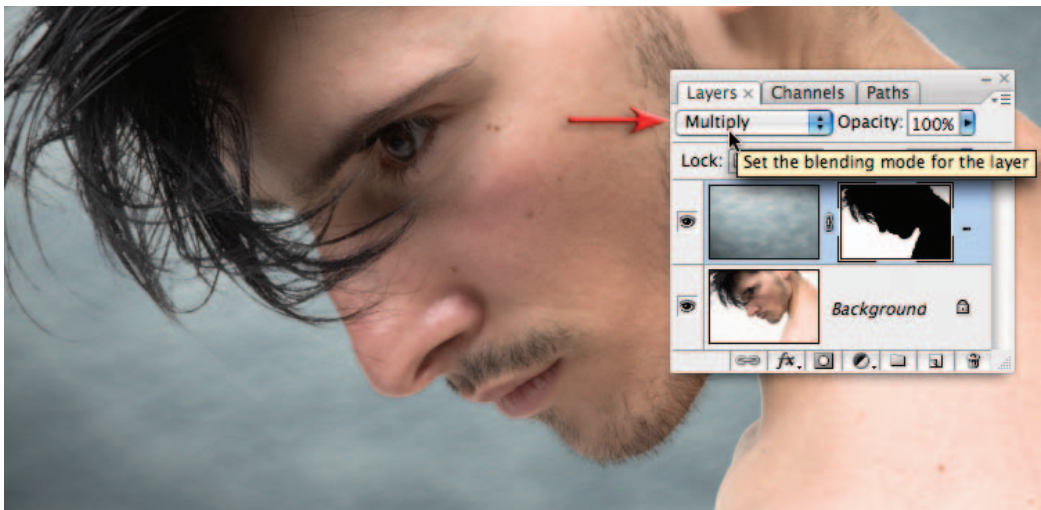 Layers × Channels Paths
Multiply Opacity: 100%
Lock:
Set the blending mode for the layer
Background
fx.